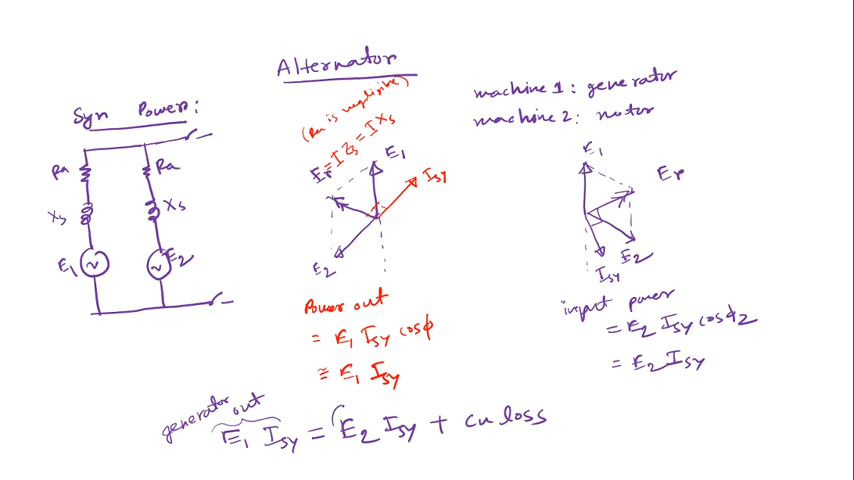 Alternator
Syn Power:
Ra
Ra
Xs
Xs
E1
E2
(Ra is negligible)
Er = IZs = IXs
E1
Isy
E2
Power out
= E1 Isy cosϕ
≅ E1 Isy
machine 1: generator
machine 2: motor
E1
Er
E2
Isy
input power
= E2 Isy cosϕ2
= E2 Isy
generator out
E1 Isy = E2 Isy + cu loss